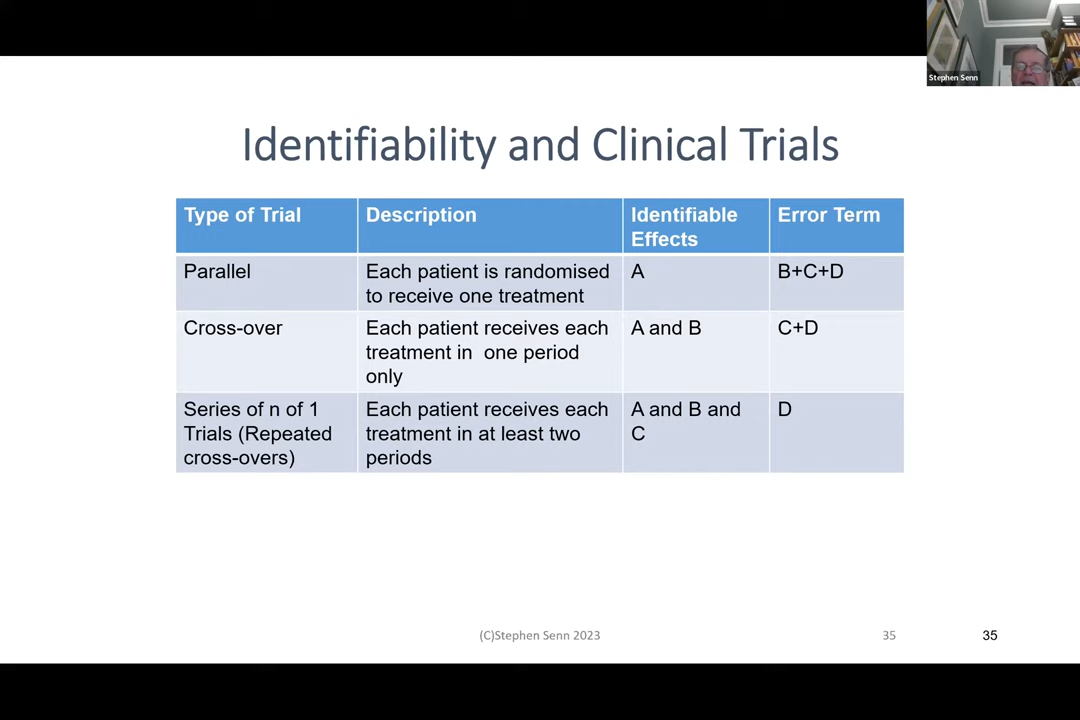 Stephen Senn
Identifiability and Clinical Trials
Type of Trial
Description
Identifiable
Effects
Error Term
Parallel
Each patient is randomised
to receive one treatment
A
B+C+D
Cross-over
Each patient receives each
treatment in one period
only
A and B
C+D
Series of n of 1
Trials (Repeated
cross-overs)
Each patient receives each
treatment in at least two
periods
A and B and
C
D
(C)Stephen Senn 2023
35
35